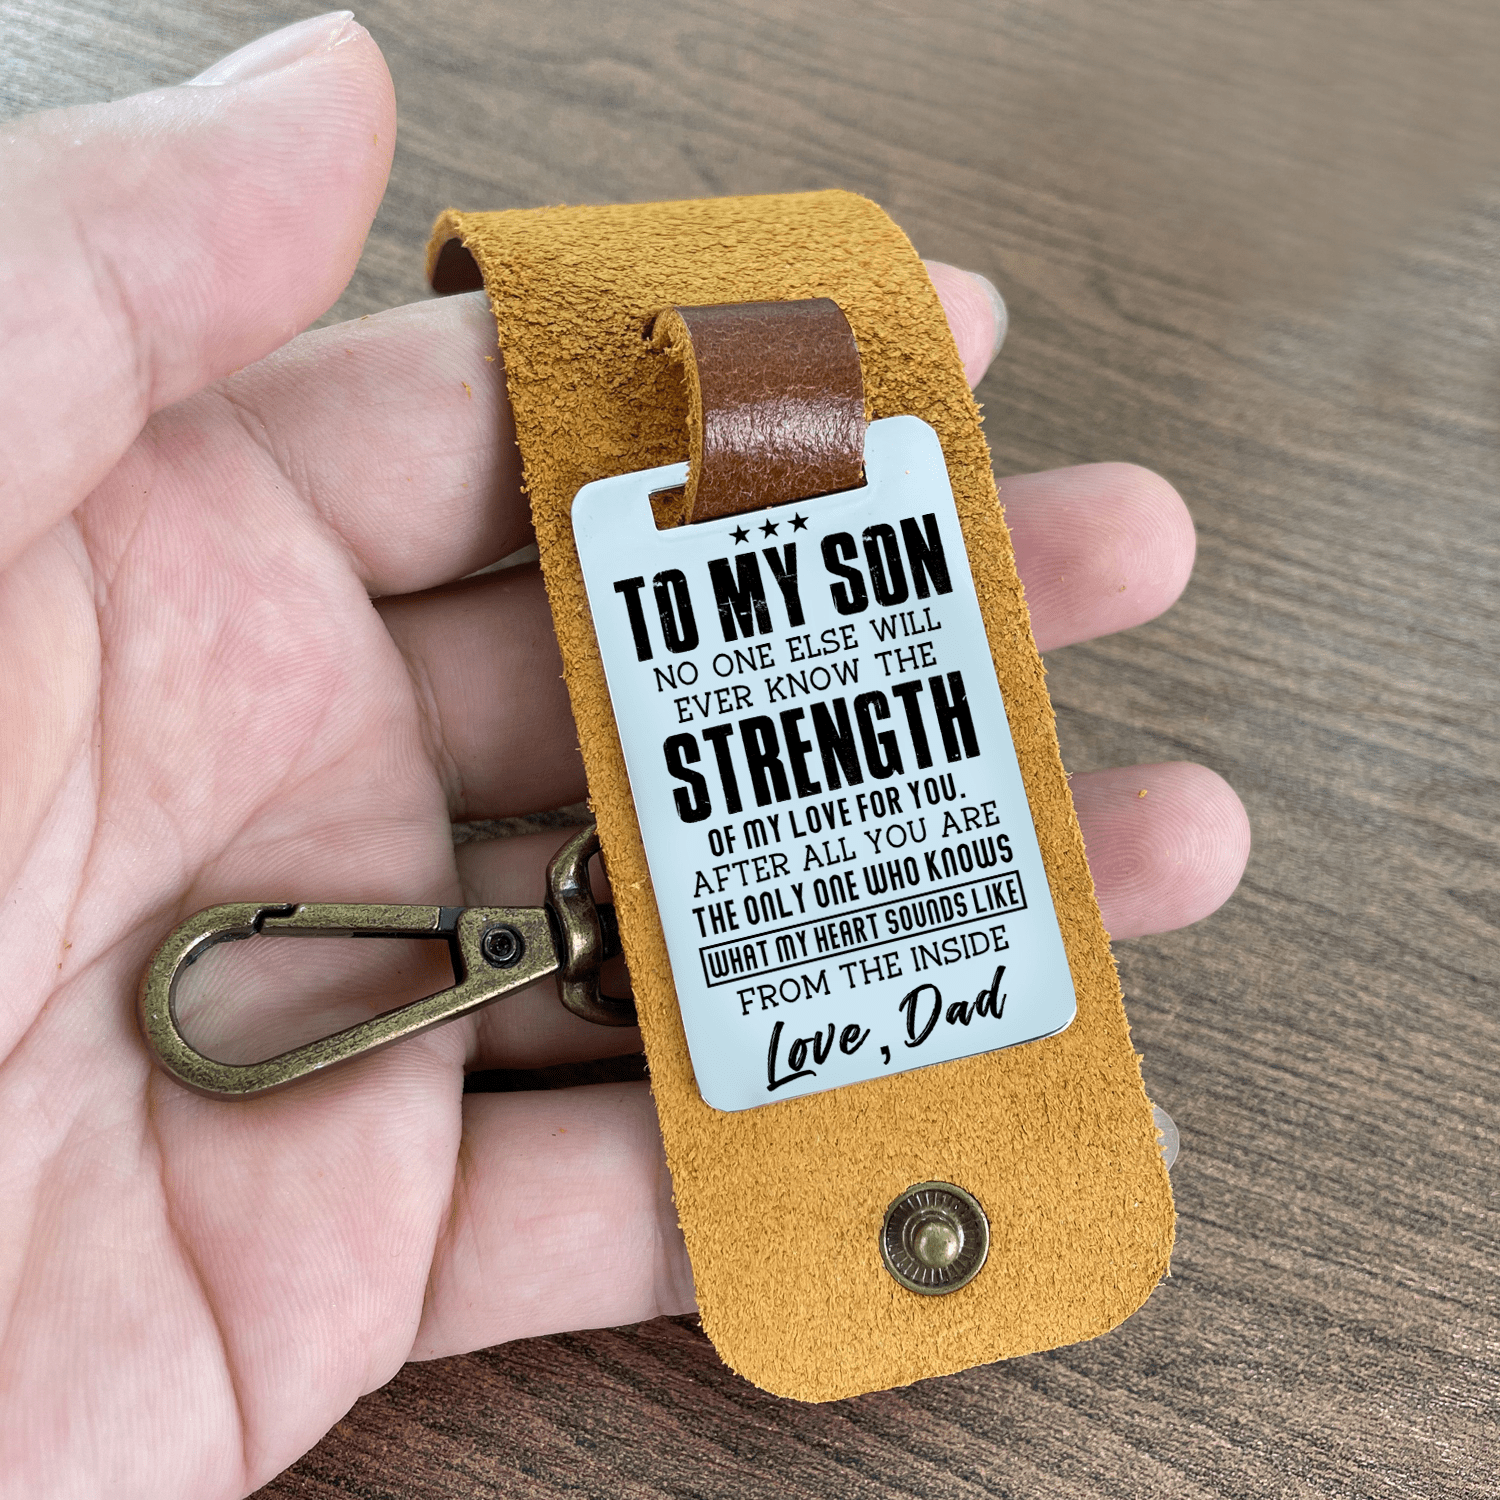 ★★★
TO MY SON
NO ONE ELSE WILL
EVER KNOW THE
STRENGTH
OF MY LOVE FOR YOU.
AFTER ALL YOU ARE
THE ONLY ONE WHO KNOWS
WHAT MY HEART SOUNDS LIKE
FROM THE INSIDE
Love, Dad